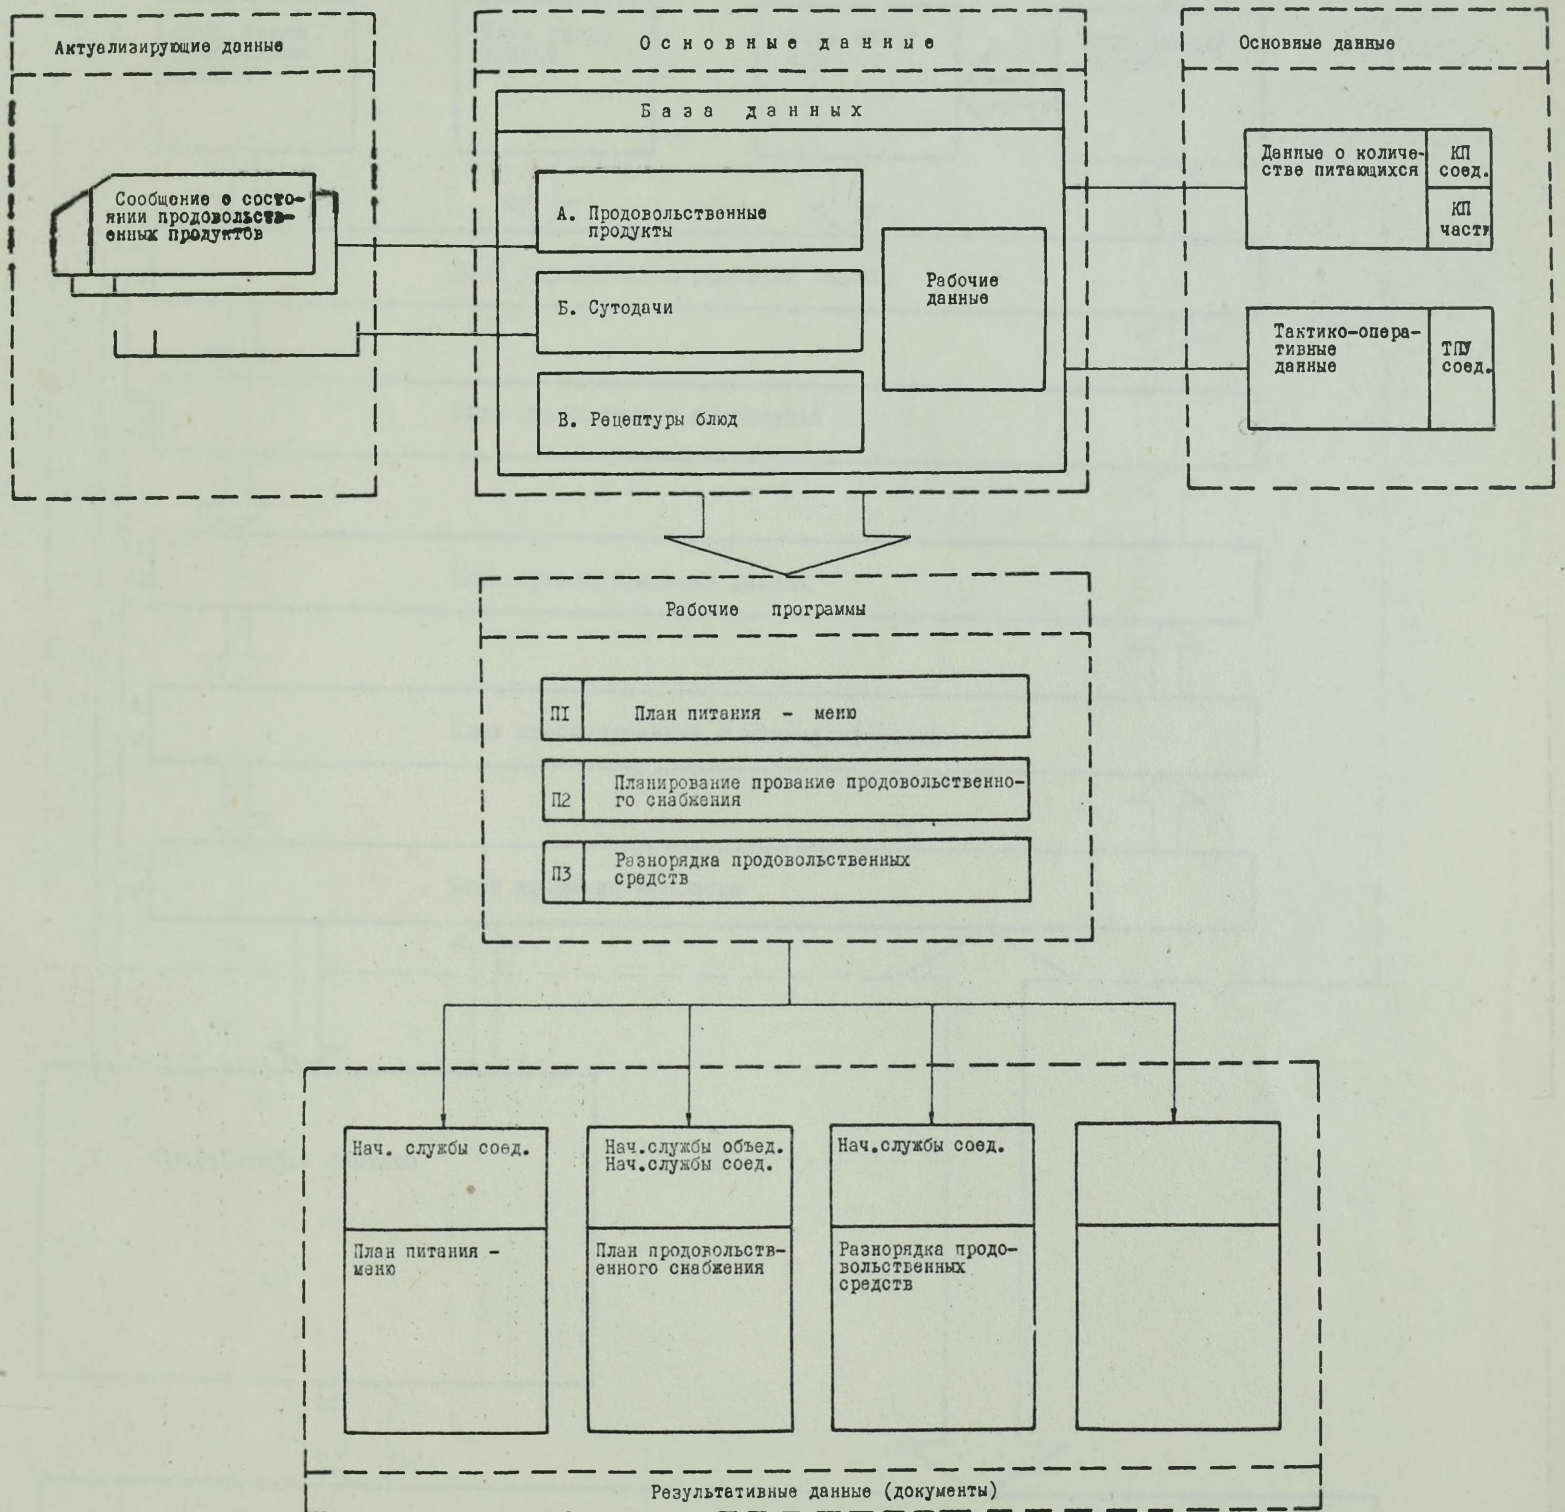 Актуализирующие данные
Основные данные
Основные данные
База данных
Сообщение о состо-
янии продовольств-
енных продуктов
А. Продовольственные
продукты
Б. Сутодачи
В. Рецептуры блюд
Рабочие
данные
Данные о количе-
стве питающихся
КП
соед.
КП
части
Тактико-опера-
тивные
данные
ТПУ
соед.
Рабочие программы
П1
План питания - меню
П2
Планирование прование продовольственно-
го снабжения
П3
Разнорядка продовольственных
средств
Нач. службы соед.
План питания -
меню
Нач.службы объед.
Нач.службы соед.
План продовольств-
енного снабжения
Нач.службы соед.
Разнорядка продо-
вольственных
средств
Результативные данные (документы)